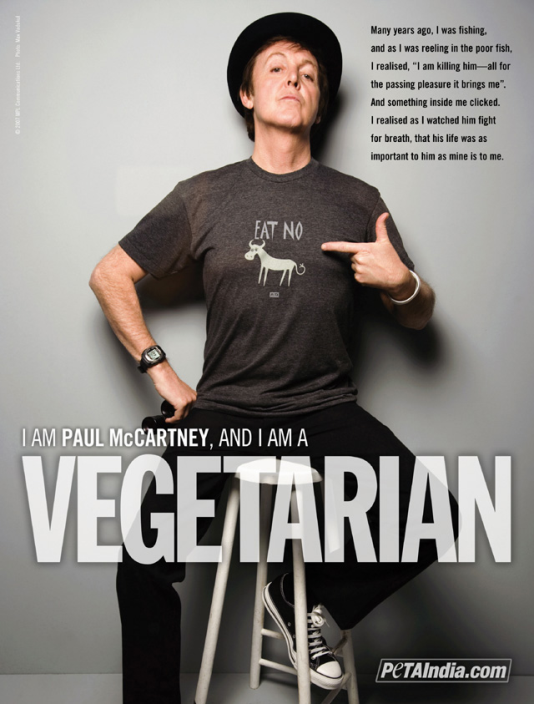 Many years ago, I was fishing,
and as I was reeling in the poor fish,
I realised, “I am killing him—all for
the passing pleasure it brings me”.
And something inside me clicked.
I realised as I watched him fight
for breath, that his life was as
important to him as mine is to me.
EAT NO
I AM PAUL McCARTNEY, AND I AM A
VEGETARIAN
PETAIndia.com